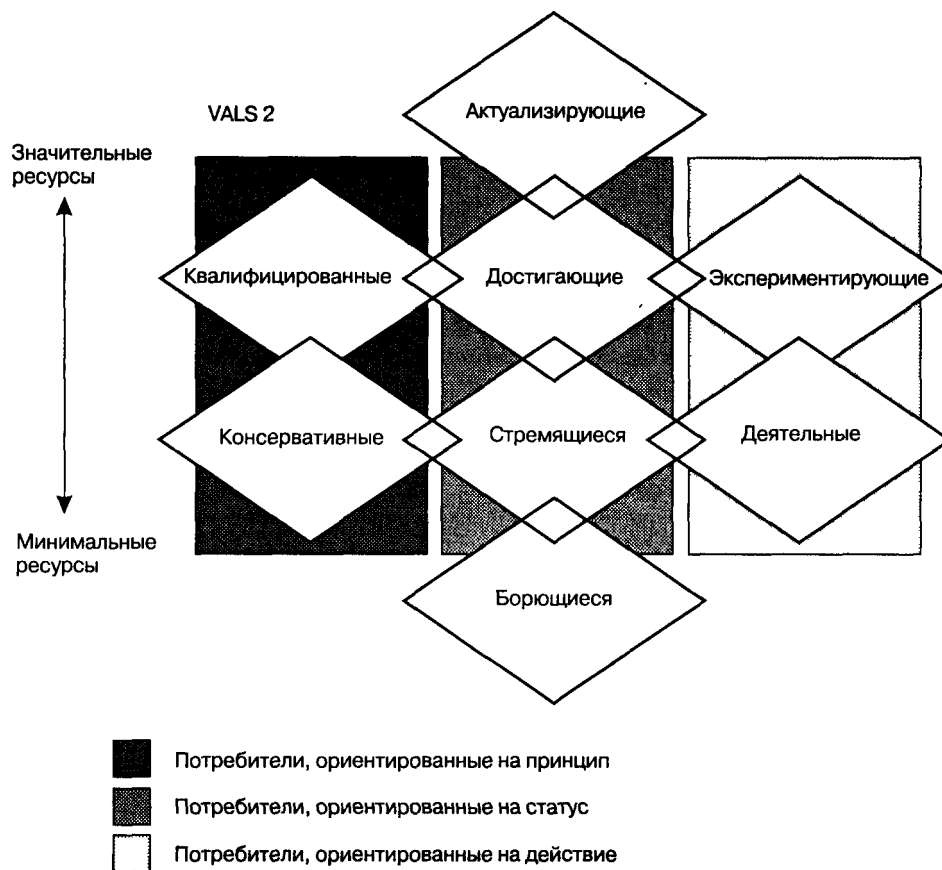 VALS 2
Актуализирующие
Значительные
ресурсы
Квалифицированные
Достигающие
Экспериментирующие
Консервативные
Стремящиеся
Деятельные
Минимальные
ресурсы
Борющиеся
Потребители, ориентированные на принцип
Потребители, ориентированные на статус
Потребители, ориентированные на действие